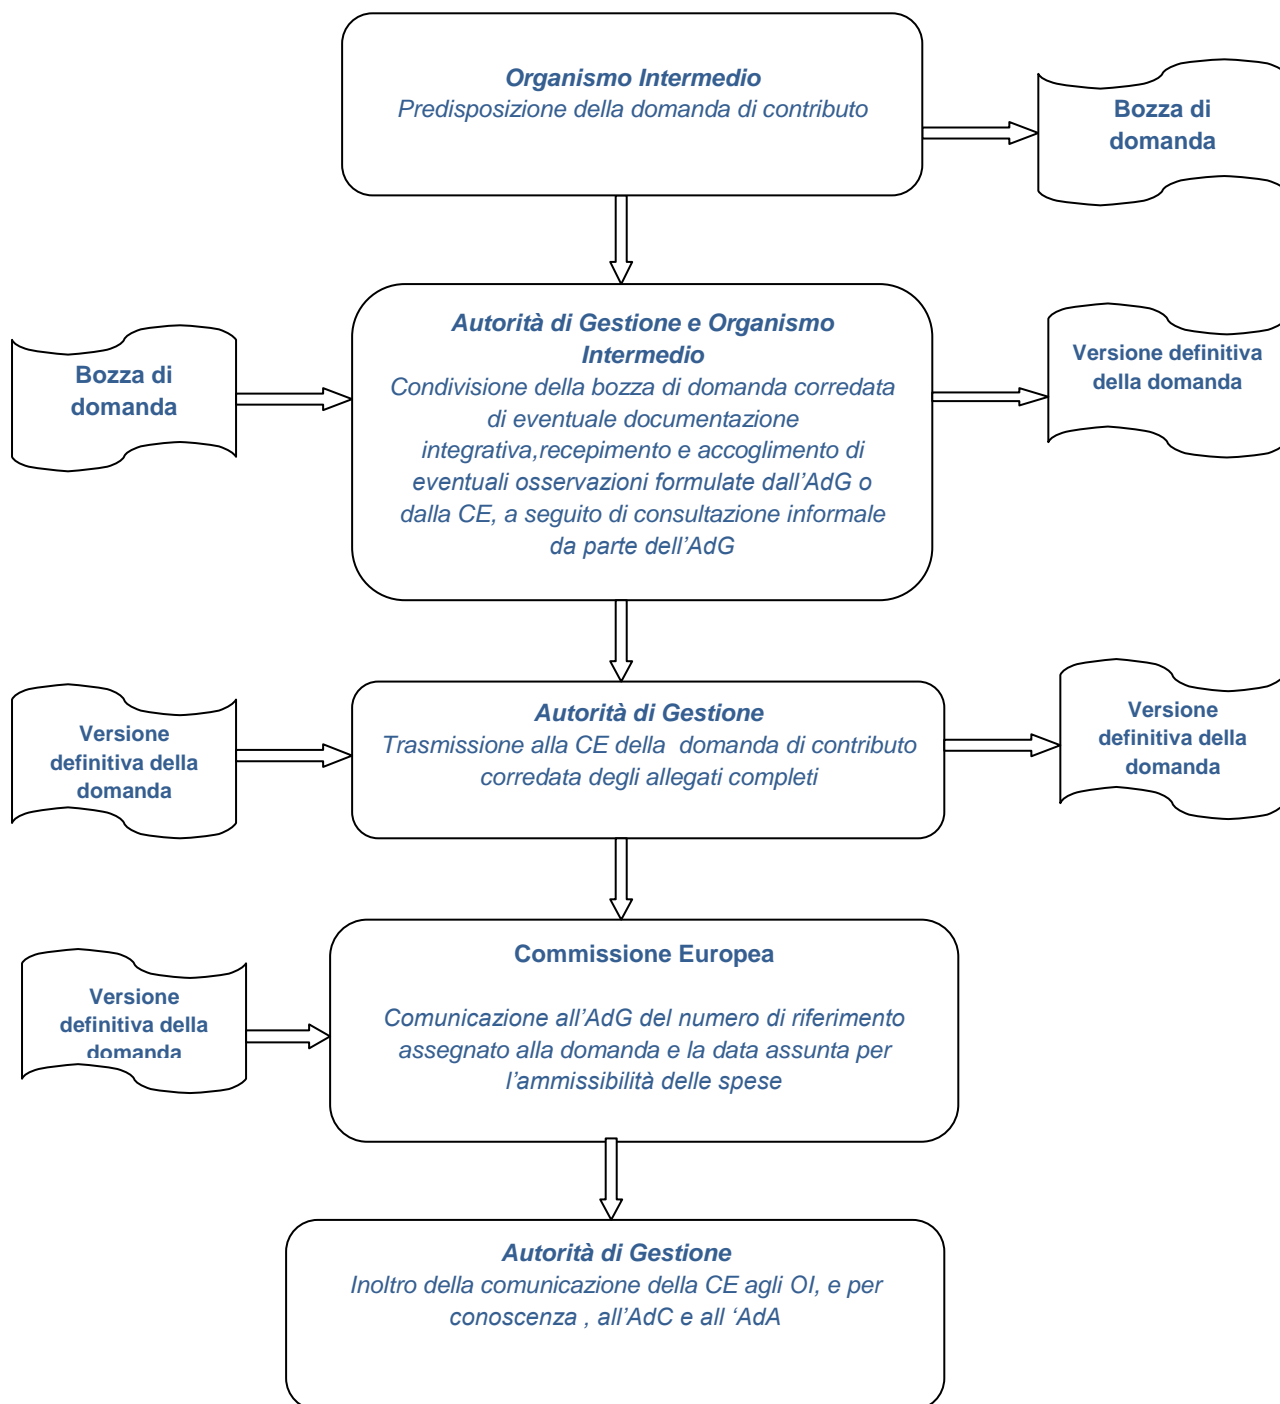 Organismo Intermedio
Predisposizione della domanda di contributo
Bozza di
domanda
Bozza di
domanda
Autorità di Gestione e Organismo
Intermedio
Condivisione della bozza di domanda corredata
di eventuale documentazione
integrativa,recepimento e accoglimento di
eventuali osservazioni formulate dall’AdG o
dalla CE, a seguito di consultazione informale
da parte dell’AdG
Versione definitiva
della domanda
Versione
definitiva della
domanda
Autorità di Gestione
Trasmissione alla CE della  domanda di contributo
corredata degli allegati completi
Versione
definitiva della
domanda
Versione
definitiva della
domanda
Commissione Europea
Comunicazione all’AdG del numero di riferimento
assegnato alla domanda e la data assunta per
l’ammissibilità delle spese
Autorità di Gestione
Inoltro della comunicazione della CE agli OI, e per
conoscenza , all’AdC e all ‘AdA